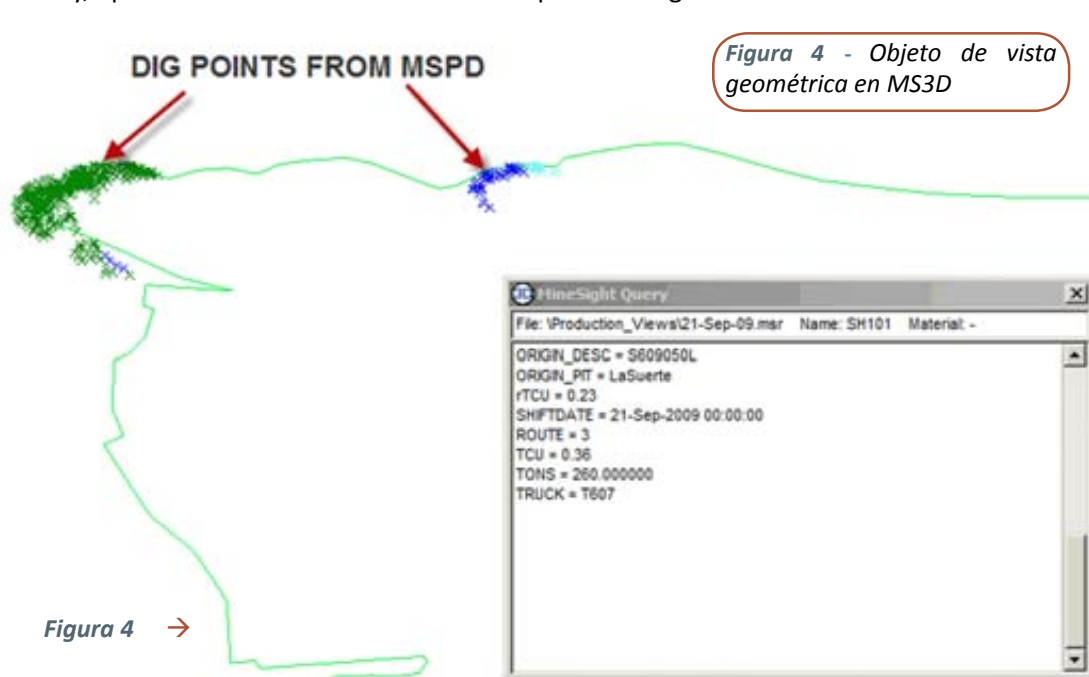 Figura 4 - Objeto de vista
geométrica en MS3D
DIG POINTS FROM MSPD
MineSight Query
File: \Production_Views\21-Sep-09.msr Name: SH101 Material: -
ORIGIN_DESC = S609050L
ORIGIN_PIT = LaSuerte
rTCU = 0.23
SHIFTDATE = 21-Sep-2009 00:00:00
ROUTE = 3
TCU = 0.36
TONS = 260.000000
TRUCK = T607
Figura 4 →